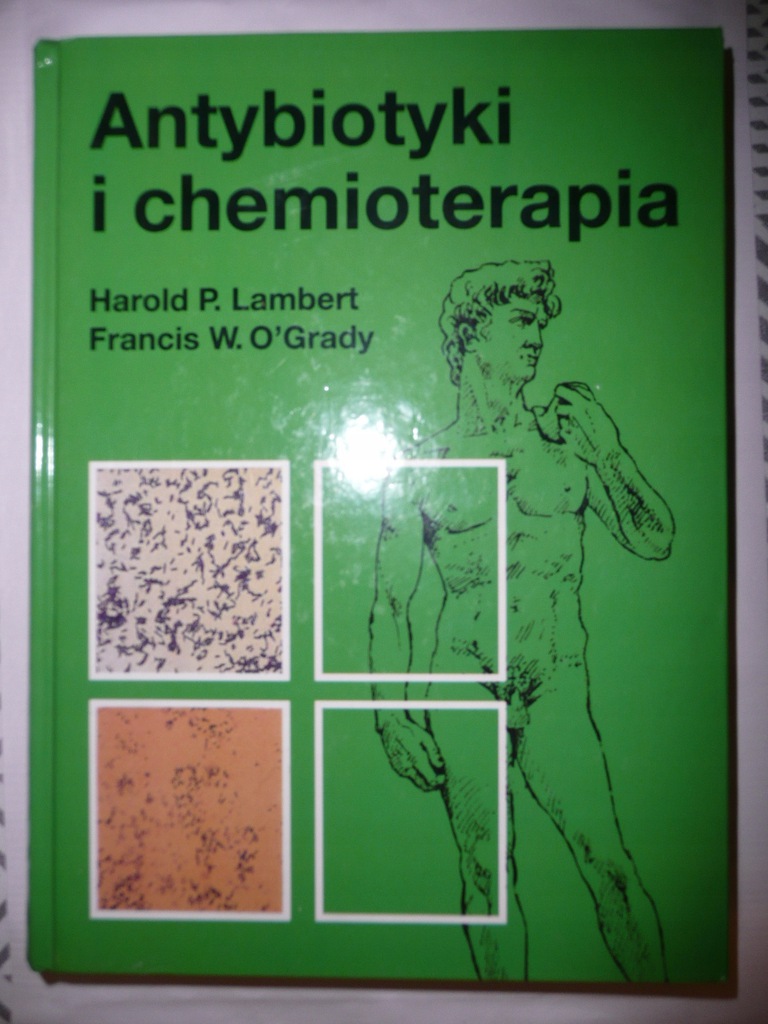 Antybiotyki
i chemioterapia
Harold P. Lambert
Francis W. O'Grady